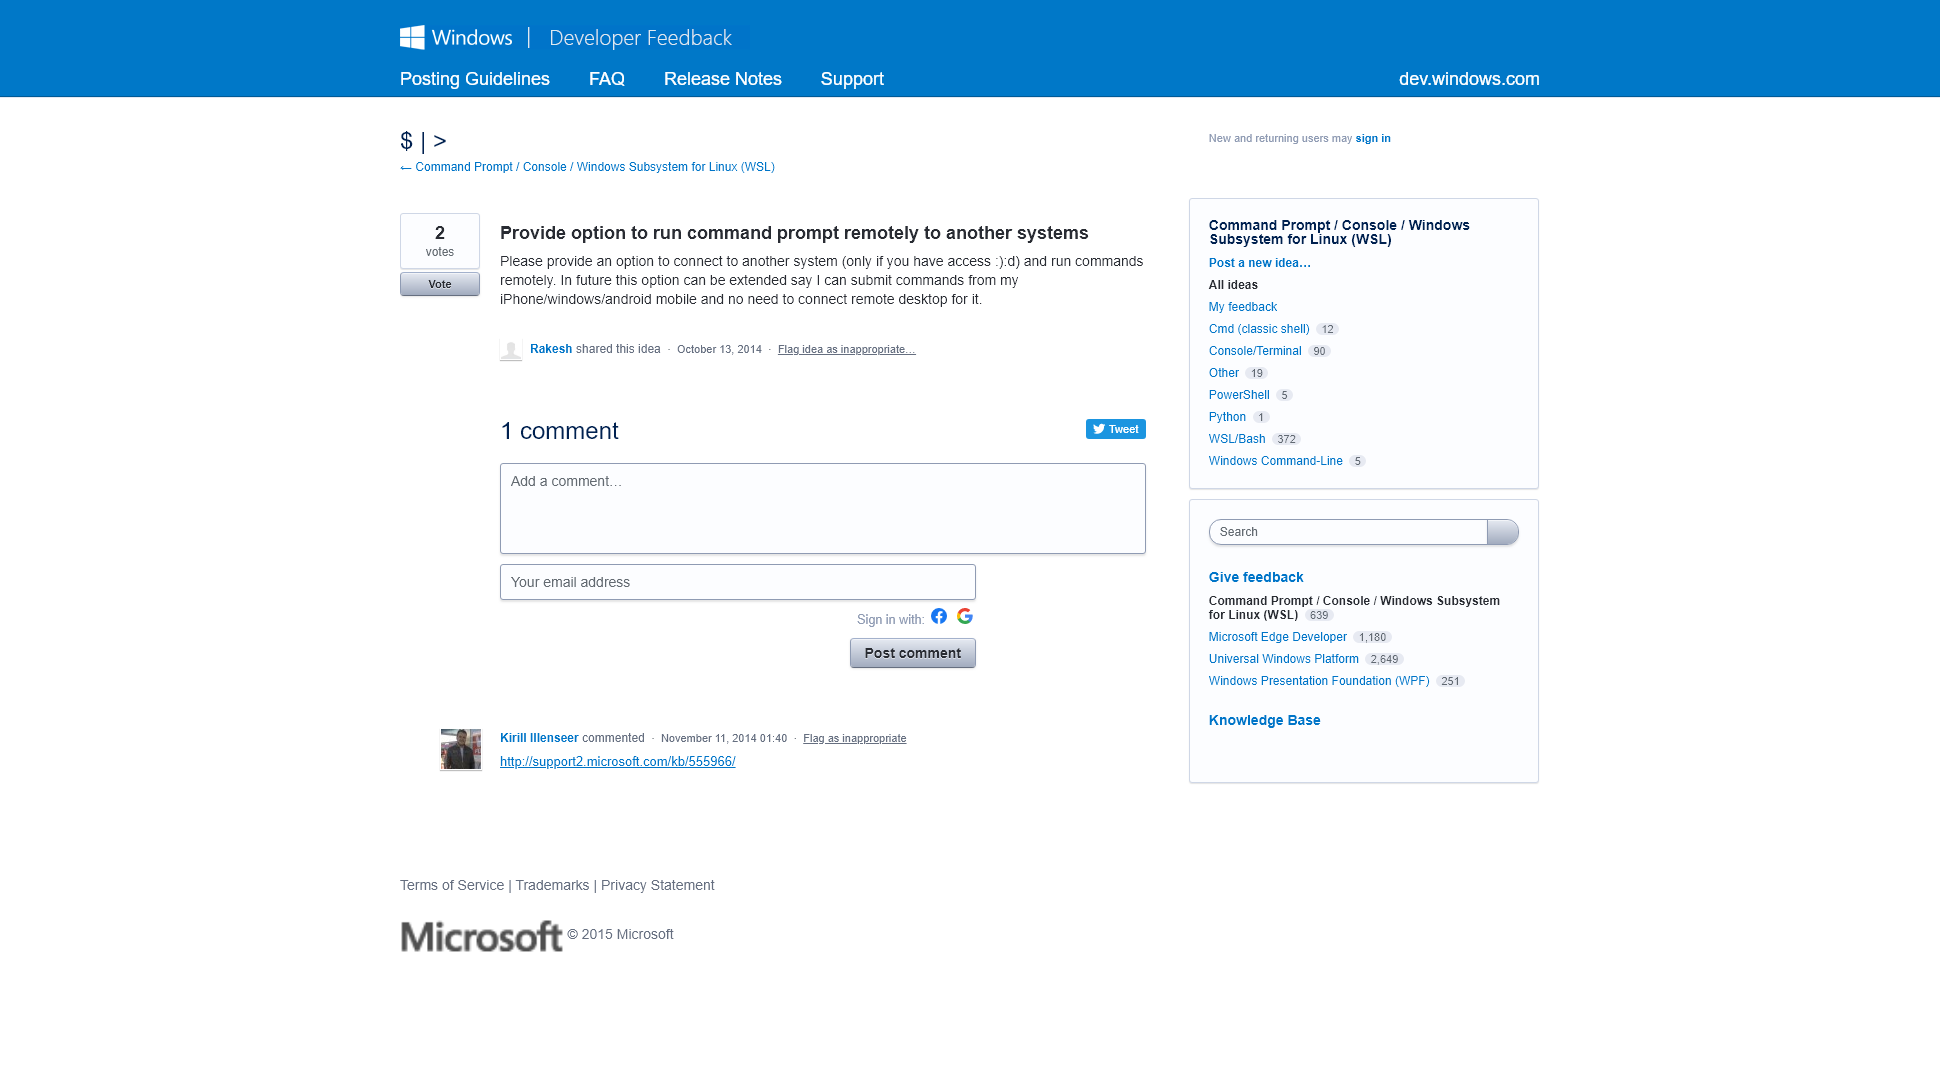 Windows | Developer Feedback
Posting Guidelines FAQ Release Notes Support dev.windows.com
$ | >
← Command Prompt / Console / Windows Subsystem for Linux (WSL)
New and returning users may sign in
2
votes
Vote
Provide option to run command prompt remotely to another systems
Please provide an option to connect to another system (only if you have access :):d) and run commands
remotely. In future this option can be extended say I can submit commands from my
iPhone/windows/android mobile and no need to connect remote desktop for it.
Rakesh shared this idea · October 13, 2014 · Flag idea as inappropriate…
1 comment
Tweet
Add a comment…
Your email address
Sign in with:
Post comment
Kirill Illenseer commented · November 11, 2014 01:40 · Flag as inappropriate
http://support2.microsoft.com/kb/555966/
Command Prompt / Console / Windows
Subsystem for Linux (WSL)
Post a new idea…
All ideas
My feedback
Cmd (classic shell) 12
Console/Terminal 90
Other 19
PowerShell 5
Python 1
WSL/Bash 372
Windows Command-Line 5
Search
Give feedback
Command Prompt / Console / Windows Subsystem
for Linux (WSL) 639
Microsoft Edge Developer 1,180
Universal Windows Platform 2,649
Windows Presentation Foundation (WPF) 251
Knowledge Base
Terms of Service | Trademarks | Privacy Statement
Microsoft © 2015 Microsoft